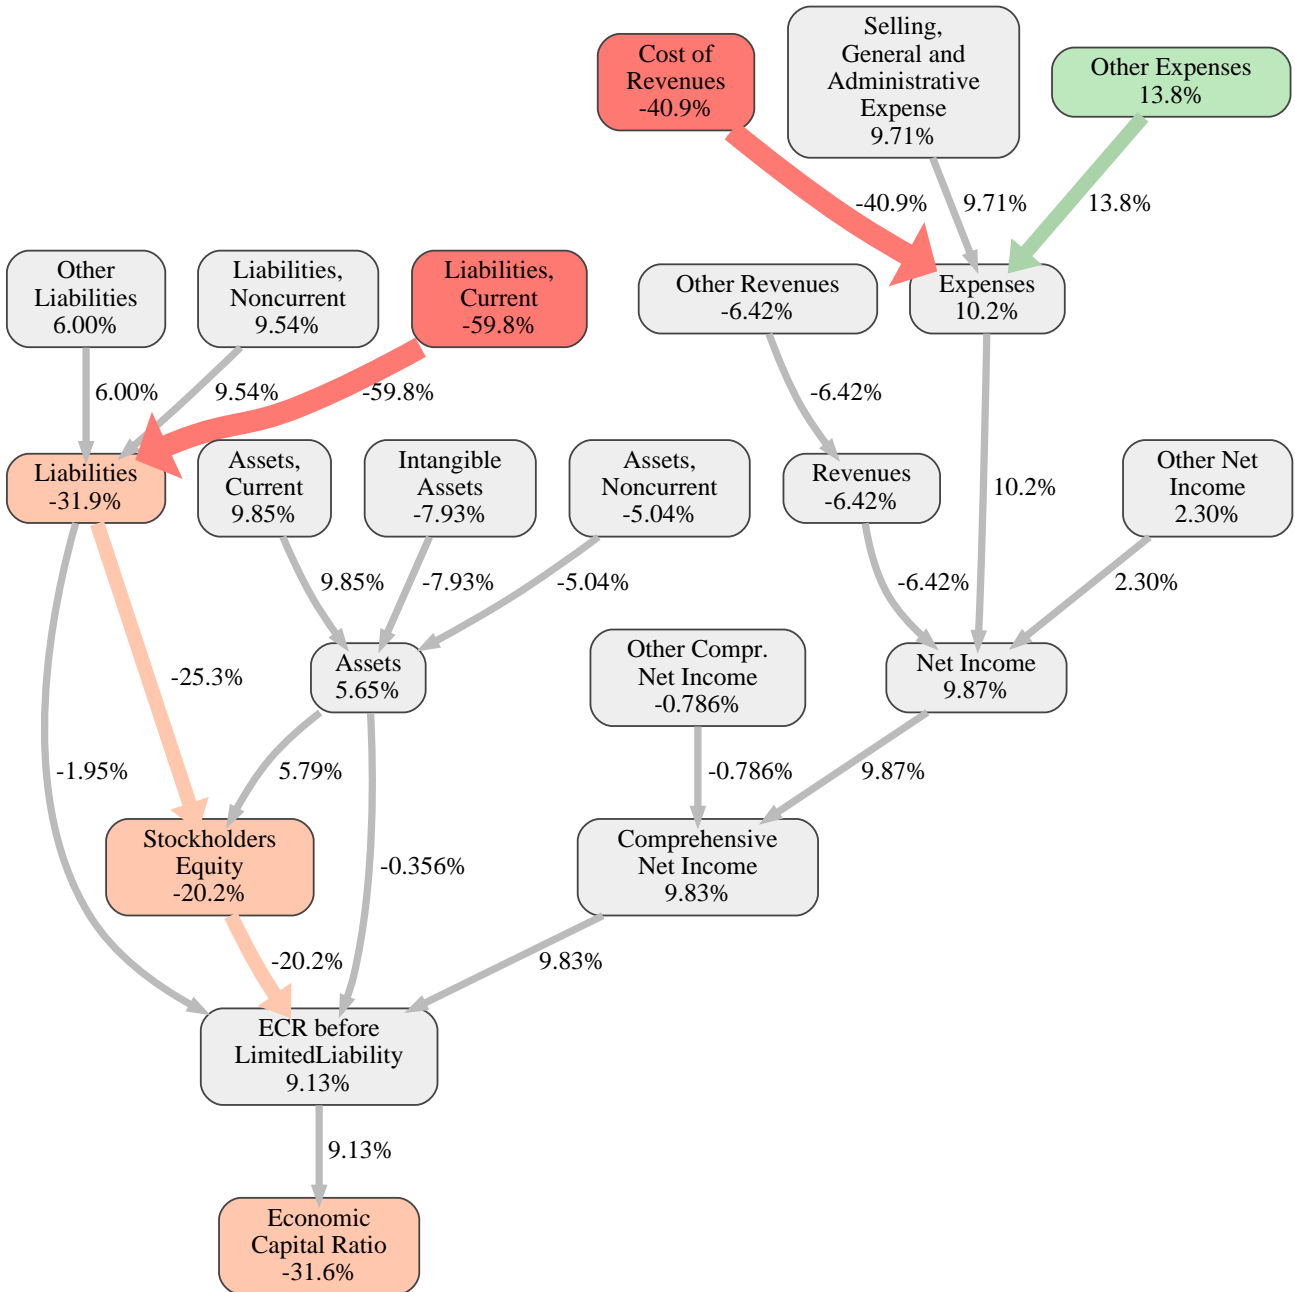 Cost of
Revenues
-40.9%
Selling,
General and
Administrative
Expense
9.71%
Other Expenses
13.8%
-40.9%
9.71%
13.8%
Other
Liabilities
6.00%
Liabilities,
Noncurrent
9.54%
Liabilities,
Current
-59.8%
Other Revenues
-6.42%
Expenses
10.2%
6.00%
9.54%
-59.8%
-6.42%
Liabilities
-31.9%
Assets,
Current
9.85%
Intangible
Assets
-7.93%
Assets,
Noncurrent
-5.04%
Revenues
-6.42%
10.2%
Other Net
Income
2.30%
9.85%
-7.93%
-5.04%
-6.42%
2.30%
-25.3%
Assets
5.65%
Other Compr.
Net Income
-0.786%
Net Income
9.87%
-1.95%
5.79%
-0.786%
9.87%
Stockholders
Equity
-20.2%
-0.356%
Comprehensive
Net Income
9.83%
-20.2%
9.83%
ECR before
LimitedLiability
9.13%
9.13%
Economic
Capital Ratio
-31.6%